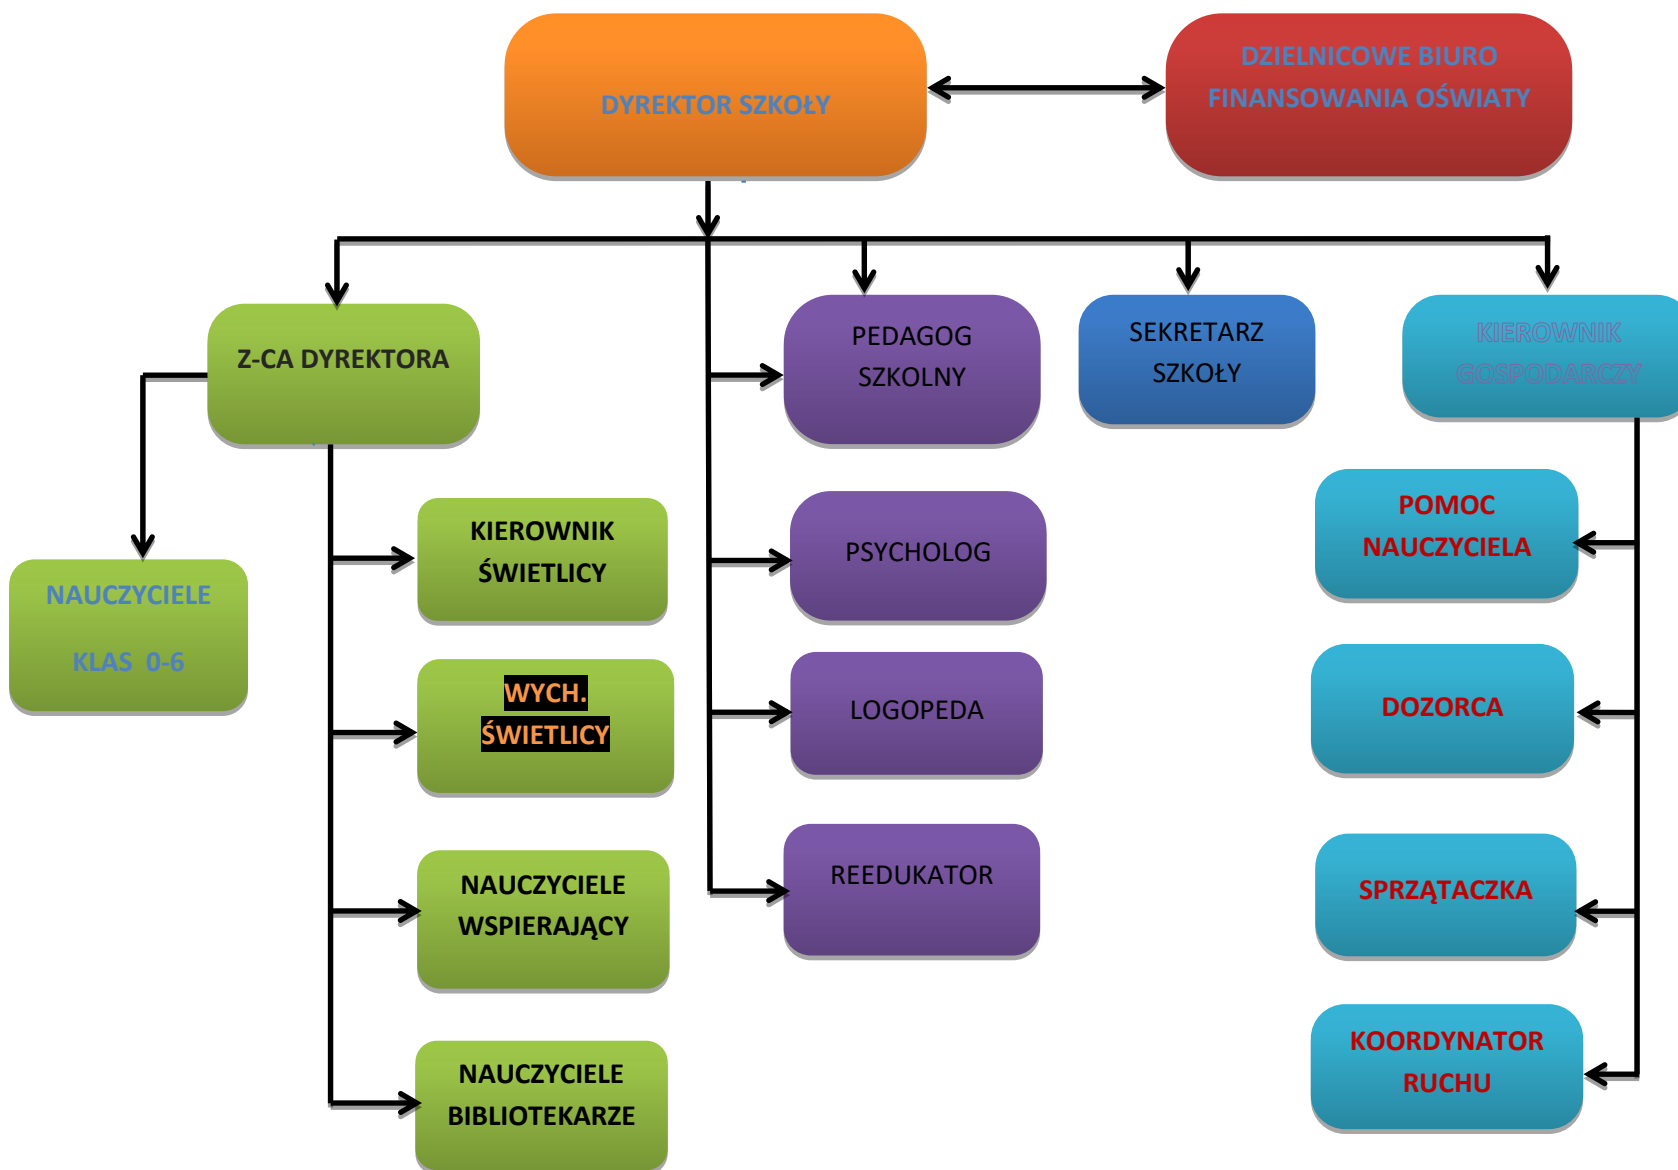 DYREKTOR SZKOŁY
DZIELNICOWE BIURO
FINANSOWANIA OŚWIATY
Z-CA DYREKTORA
PEDAGOG
SZKOLNY
SEKRETARZ
SZKOŁY
KIEROWNIK
GOSPODARCZY
NAUCZYCIELE
KLAS 0-6
KIEROWNIK
ŚWIETLICY
WYCH.
ŚWIETLICY
NAUCZYCIELE
WSPIERAJĄCY
NAUCZYCIELE
BIBLIOTEKARZE
PSYCHOLOG
LOGOPEDA
REEDUKATOR
POMOC
NAUCZYCIELA
DOZORCA
SPRZĄTACZKA
KOORDYNATOR
RUCHU